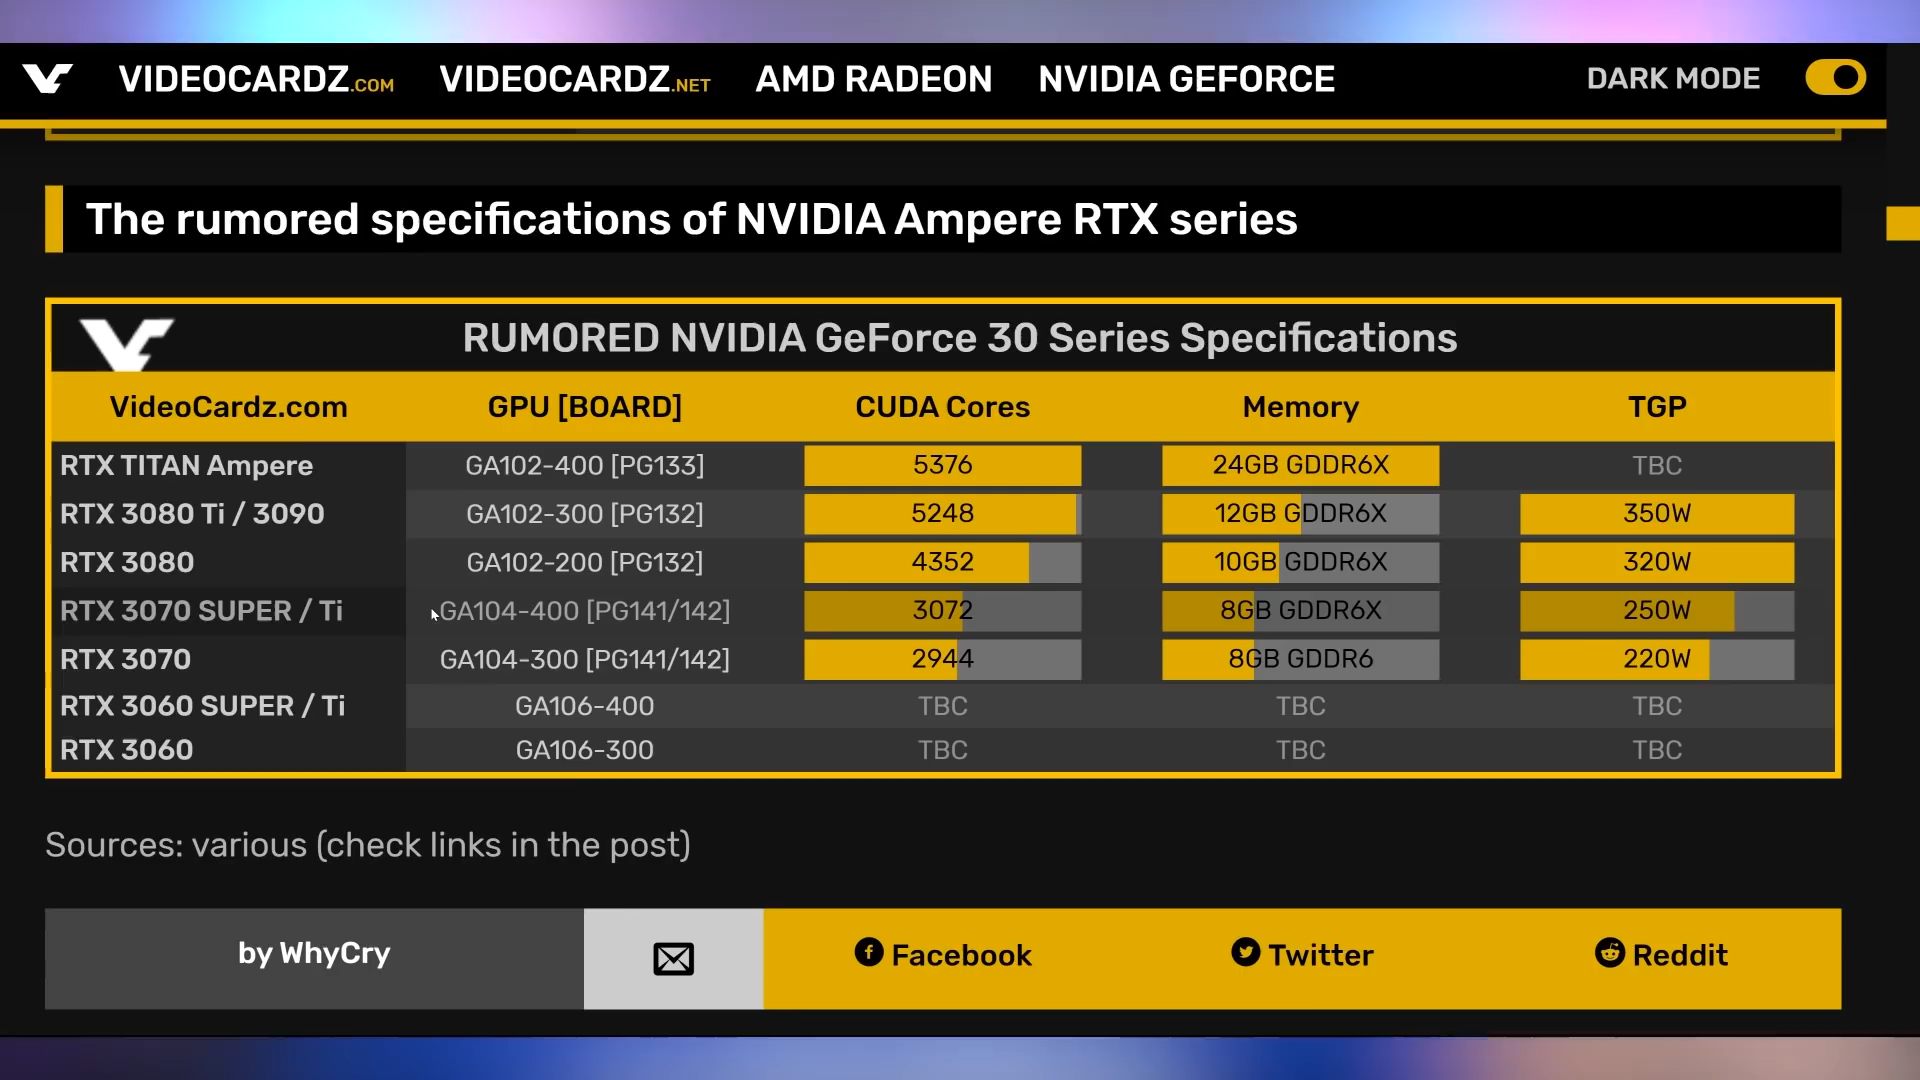 VIDEOCARDZ.COM VIDEOCARDZ.NET AMD RADEON NVIDIA GEFORCE DARK MODE
The rumored specifications of NVIDIA Ampere RTX series
RUMORED NVIDIA GeForce 30 Series Specifications
VideoCardz.com GPU [BOARD] CUDA Cores Memory TGP
RTX TITAN Ampere GA102-400 [PG133] 5376 24GB GDDR6X TBC
RTX 3080 Ti / 3090 GA102-300 [PG132] 5248 12GB GDDR6X 350W
RTX 3080 GA102-200 [PG132] 4352 10GB GDDR6X 320W
RTX 3070 SUPER / Ti GA104-400 [PG141/142] 3072 8GB GDDR6X 250W
RTX 3070 GA104-300 [PG141/142] 2944 8GB GDDR6 220W
RTX 3060 SUPER / Ti GA106-400 TBC TBC TBC
RTX 3060 GA106-300 TBC TBC TBC
Sources: various (check links in the post)
by WhyCry Facebook Twitter Reddit